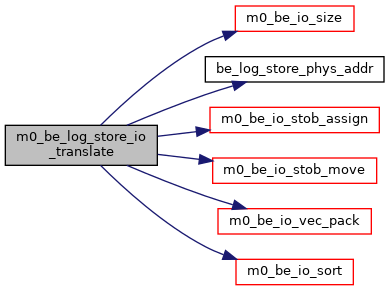 m0_be_io_size
be_log_store_phys_addr
m0_be_log_store_io
_translate
m0_be_io_stob_assign
m0_be_io_stob_move
m0_be_io_vec_pack
m0_be_io_sort